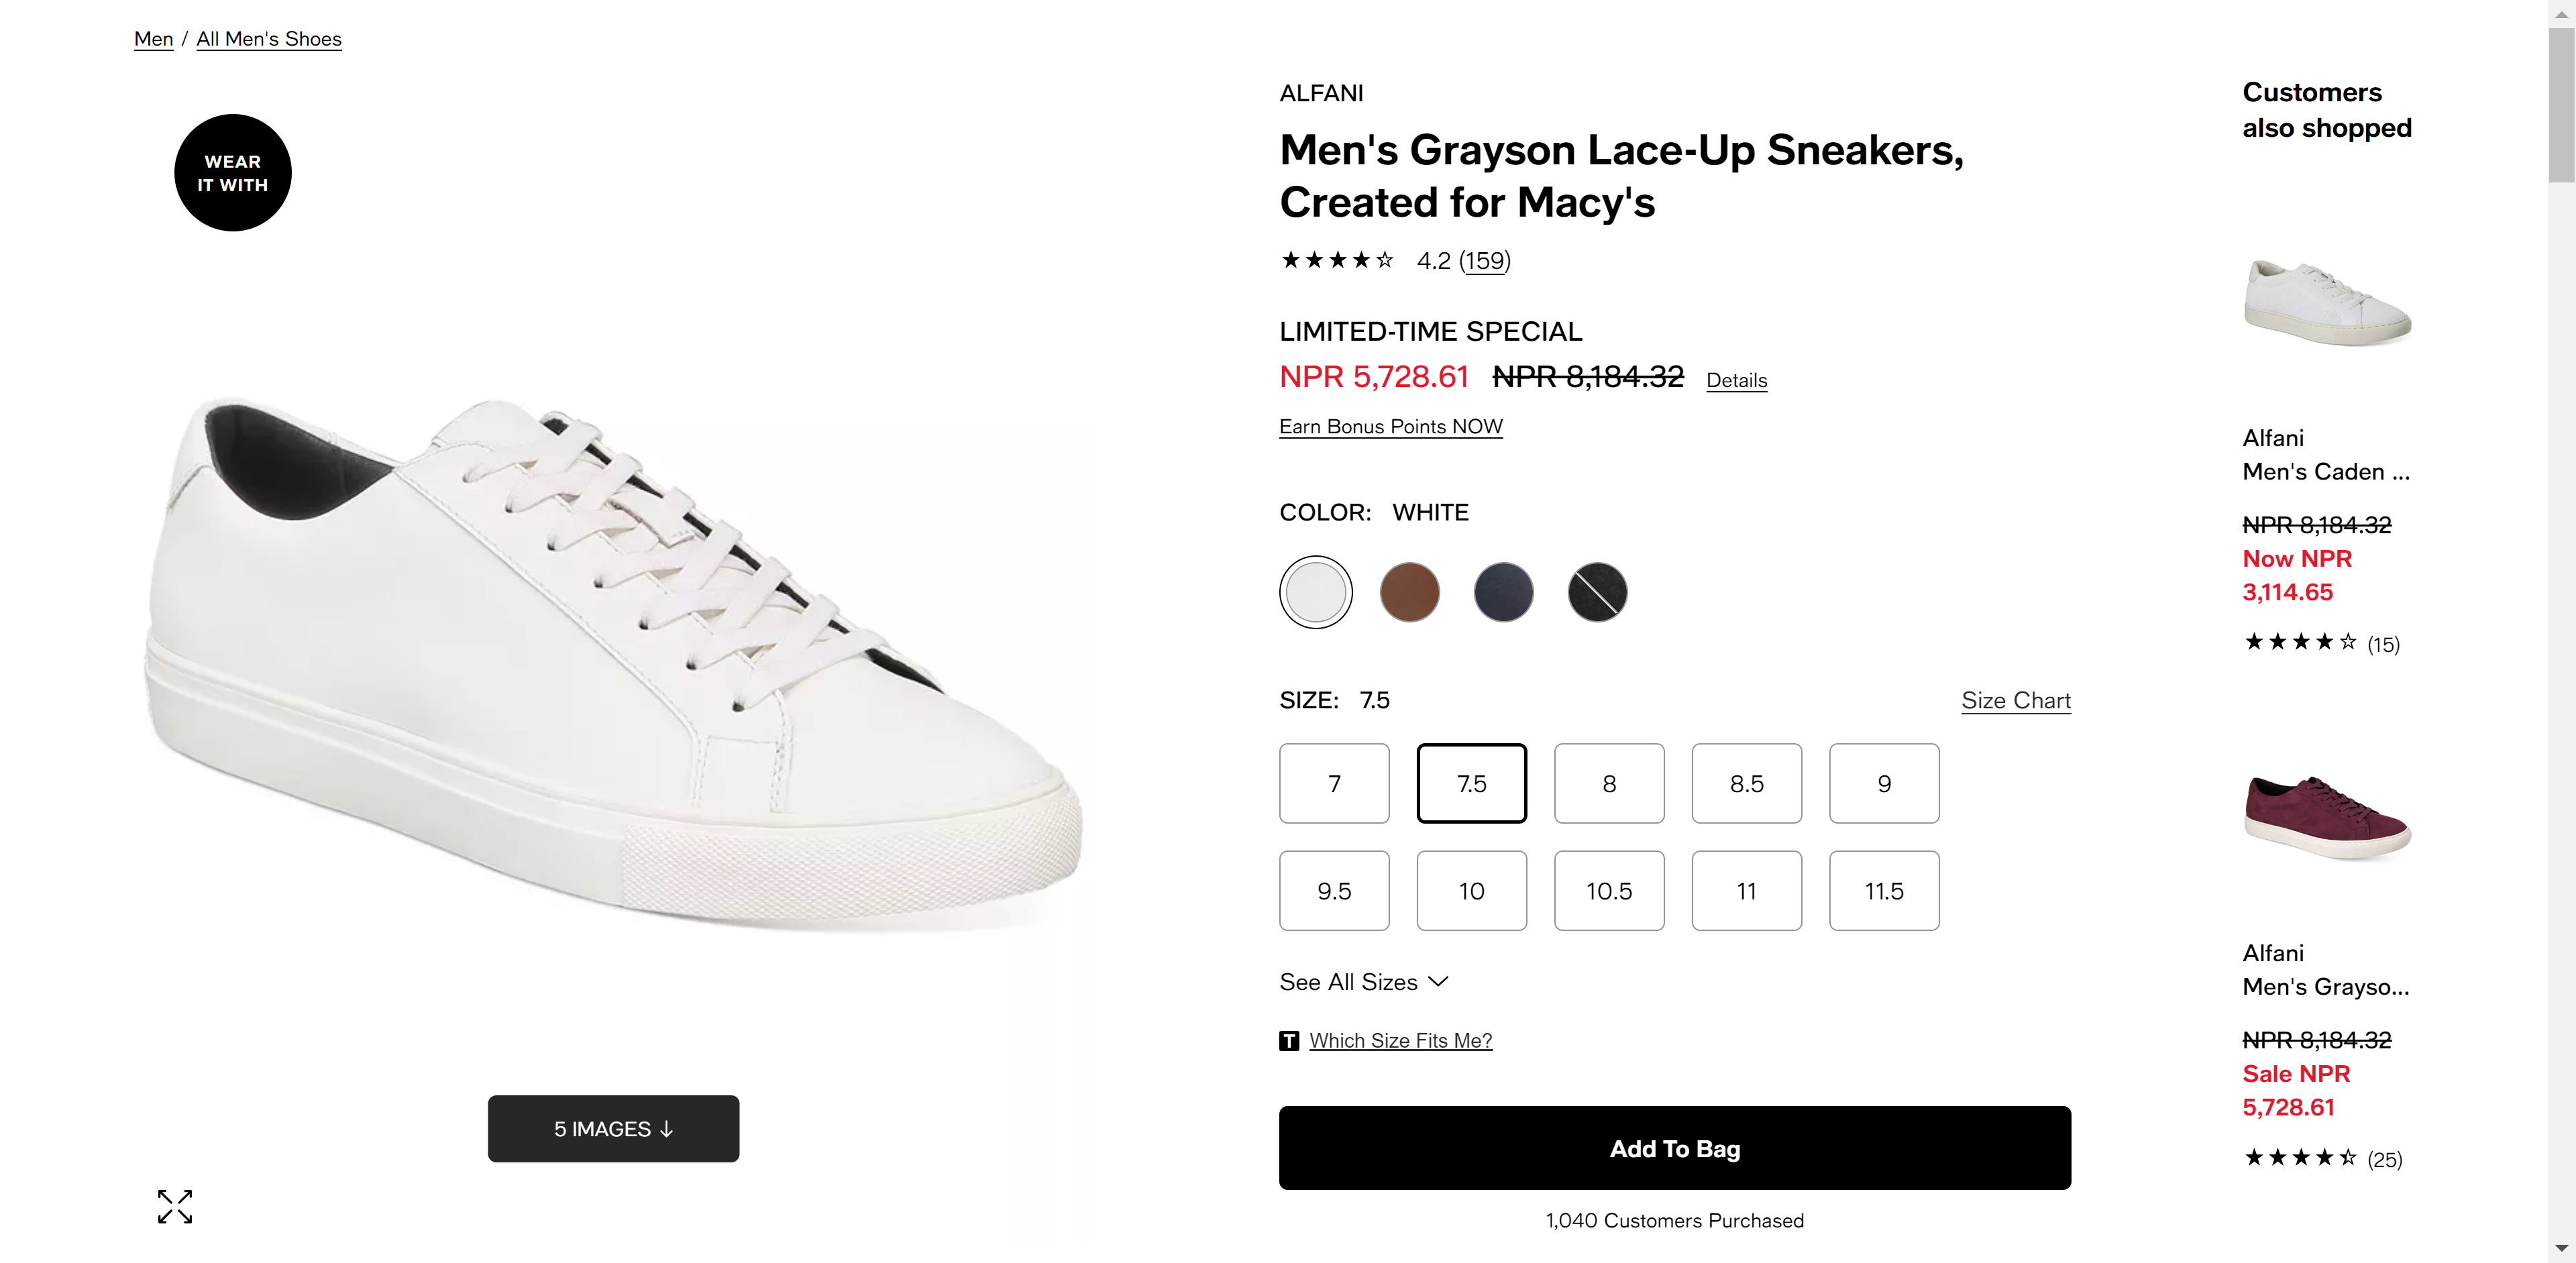 Men / All Men's Shoes
WEAR
IT WITH
5 IMAGES ↓
ALFANI
Men's Grayson Lace-Up Sneakers,
Created for Macy's
★★★★☆ 4.2 (159)
LIMITED-TIME SPECIAL
NPR 5,728.61 NPR 8,184.32 Details
Earn Bonus Points NOW
COLOR: WHITE
SIZE: 7.5 Size Chart
7 7.5 8 8.5 9
9.5 10 10.5 11 11.5
See All Sizes
T Which Size Fits Me?
Add To Bag
1,040 Customers Purchased
Customers
also shopped
Alfani
Men's Caden ...
NPR 8,184.32
Now NPR
3,114.65
(15)
Alfani
Men's Grayso...
NPR 8,184.32
Sale NPR
5,728.61
(25)